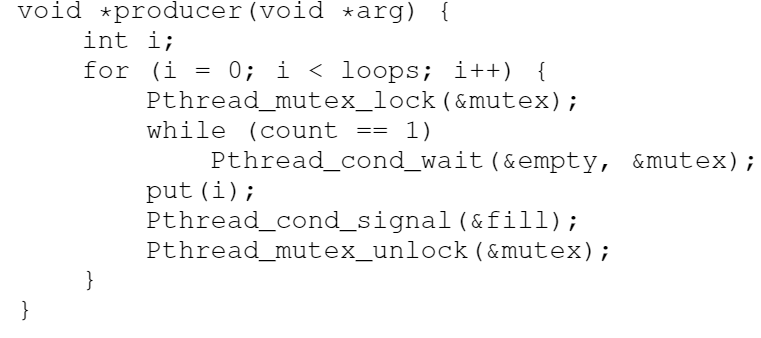 void *producer(void *arg) {
    int i;
    for (i = 0; i < loops; i++) {
        Pthread_mutex_lock(&mutex);
        while (count == 1)
            Pthread_cond_wait(&empty, &mutex);
        put(i);
        Pthread_cond_signal(&fill);
        Pthread_mutex_unlock(&mutex);
    }
}